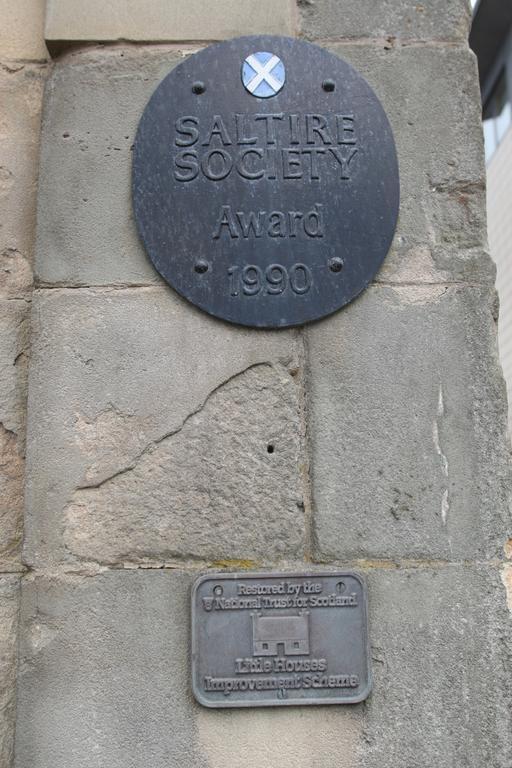 SALTIRE
SOCIETY
Award
1990
Restored by the
National Trust for Scotland
Little Houses
Improvement Scheme